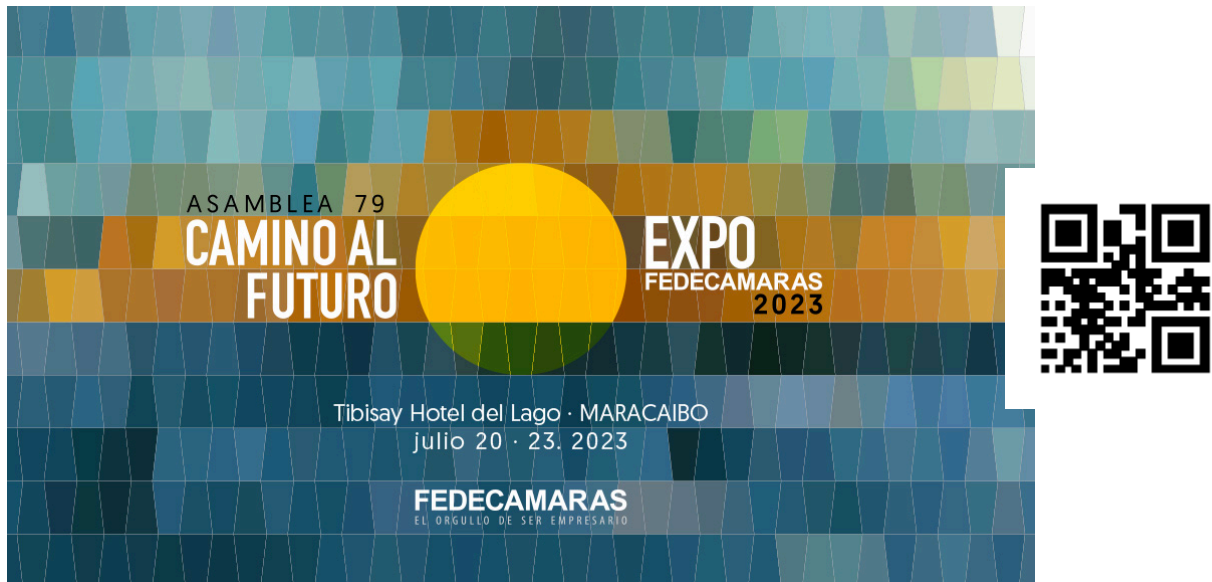 ASAMBLEA 79
CAMINO AL
FUTURO
EXPO
FEDECAMARAS
2023
Tibisay Hotel del Lago · MARACAIBO
julio 20 · 23. 2023
FEDECAMARAS
EL ORGULLO DE SER EMPRESARIO